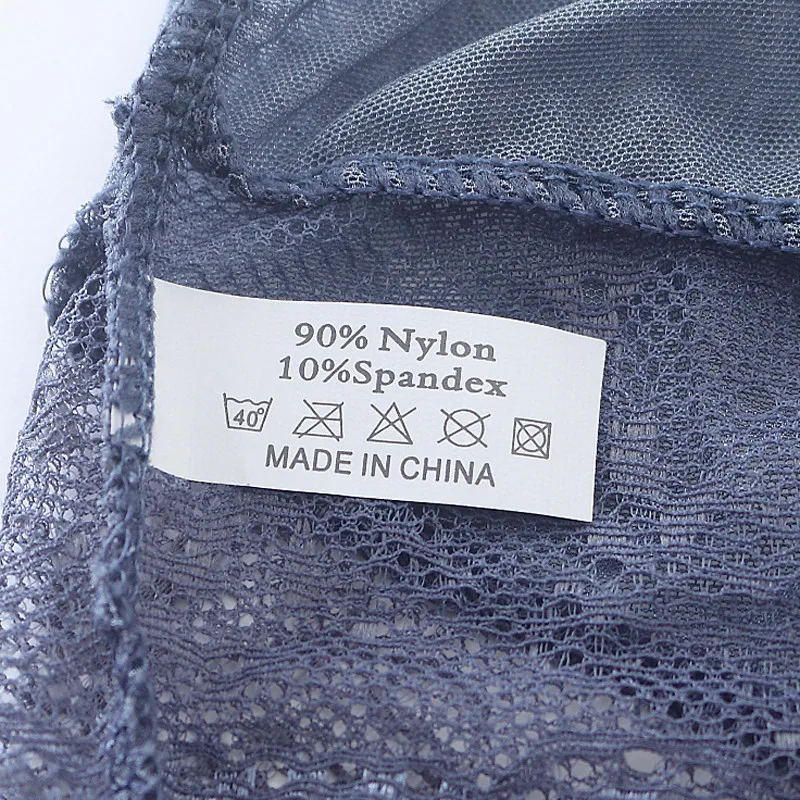 90% Nylon
10%Spandex
40°
MADE IN CHINA